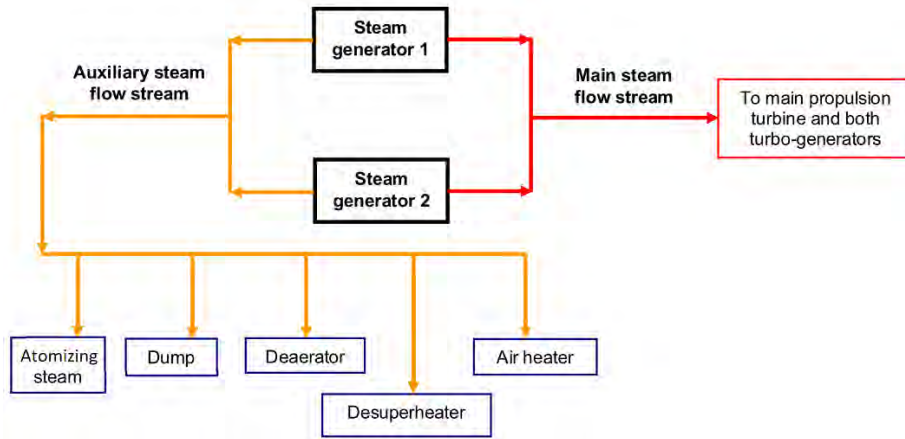 Steam
generator 1
Auxiliary steam
flow stream
Main steam
flow stream
To main propulsion
turbine and both
turbo-generators
Steam
generator 2
Atomizing
steam
Dump
Deaerator
Air heater
Desuperheater